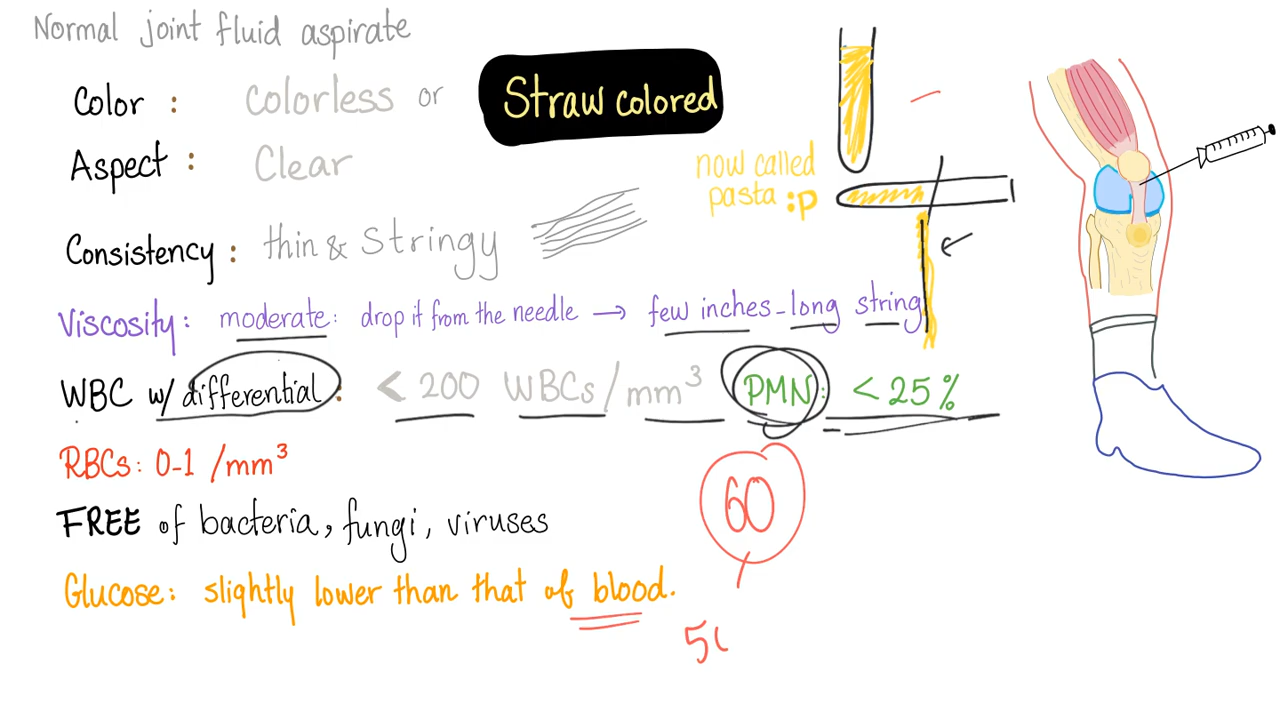 Normal joint fluid aspirate
Color : Colorless or Straw colored
Aspect : Clear
now called
pasta :p
Consistency : thin & Stringy
Viscosity: moderate: drop it from the needle → few inches-long string
WBC w/ differential : < 200 WBCs/mm³ PMN: < 25%
RBCs: 0-1 /mm³
60
FREE of bacteria, fungi, viruses
Glucose: slightly lower than that of blood.